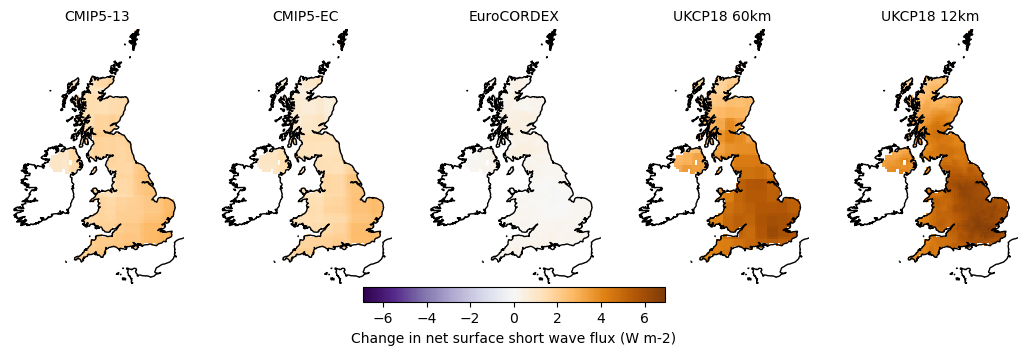 CMIP5-13
CMIP5-EC
EuroCORDEX
UKCP18 60km
UKCP18 12km
−6 −4 −2 0 2 4 6
Change in net surface short wave flux (W m-2)